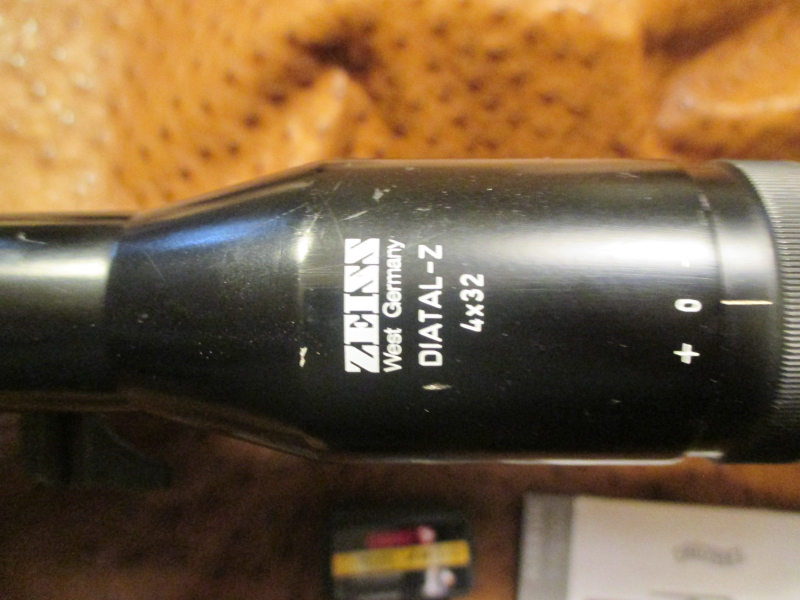 ZEISS
West Germany
DIATAL-Z
4x32
+ 0 -